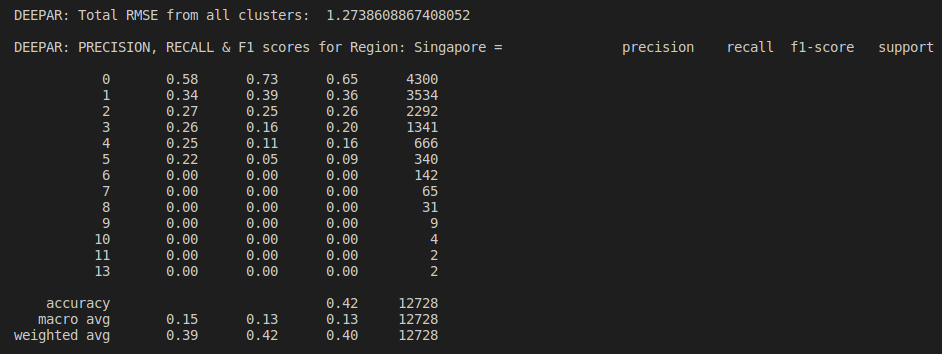 DEEPAR: Total RMSE from all clusters:  1.2738608867408052
DEEPAR: PRECISION, RECALL & F1 scores for Region: Singapore =               precision    recall  f1-score   support
           0       0.58      0.73      0.65      4300
           1       0.34      0.39      0.36      3534
           2       0.27      0.25      0.26      2292
           3       0.26      0.16      0.20      1341
           4       0.25      0.11      0.16       666
           5       0.22      0.05      0.09       340
           6       0.00      0.00      0.00       142
           7       0.00      0.00      0.00        65
           8       0.00      0.00      0.00        31
           9       0.00      0.00      0.00         9
          10       0.00      0.00      0.00         4
          11       0.00      0.00      0.00         2
          13       0.00      0.00      0.00         2
    accuracy                           0.42     12728
   macro avg       0.15      0.13      0.13     12728
weighted avg       0.39      0.42      0.40     12728